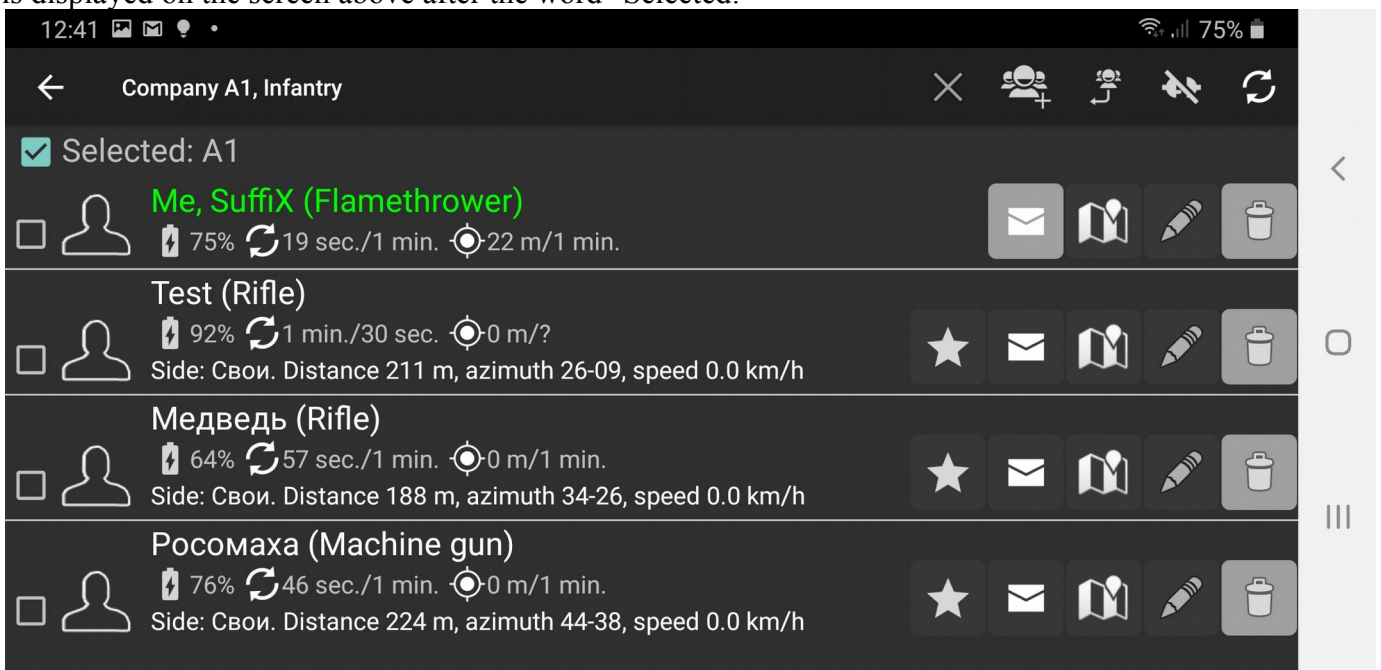 is displayed on the screen above after the word "Selected:"
12:41 75%
Company A1, Infantry
Selected: A1
Me, SuffiX (Flamethrower)
75% 19 sec./1 min. 22 m/1 min.
Test (Rifle)
92% 1 min./30 sec. 0 m/?
Side: Свои. Distance 211 m, azimuth 26-09, speed 0.0 km/h
Медведь (Rifle)
64% 57 sec./1 min. 0 m/1 min.
Side: Свои. Distance 188 m, azimuth 34-26, speed 0.0 km/h
Росомаха (Machine gun)
76% 46 sec./1 min. 0 m/1 min.
Side: Свои. Distance 224 m, azimuth 44-38, speed 0.0 km/h